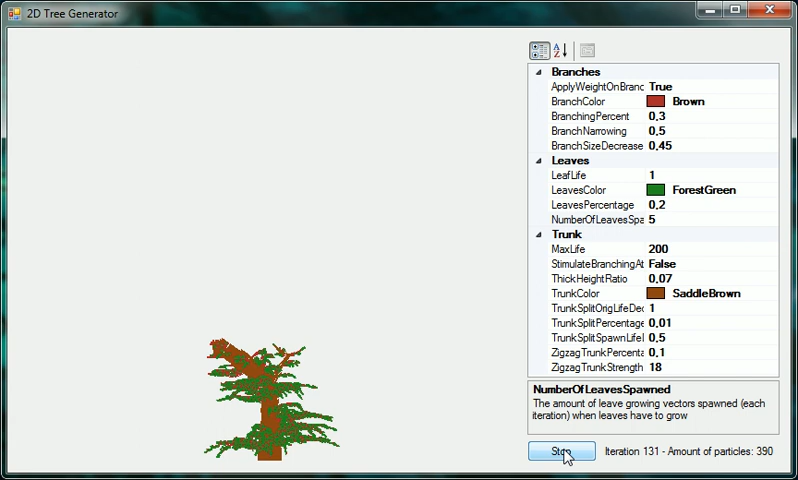 2D Tree Generator
Branches
ApplyWeightOnBranc True
BranchColor Brown
BranchingPercent 0,3
BranchNarrowing 0,5
BranchSizeDecrease 0,45
Leaves
LeafLife 1
LeavesColor ForestGreen
LeavesPercentage 0,2
NumberOfLeavesSpa 5
Trunk
MaxLife 200
StimulateBranchingAt False
ThickHeightRatio 0,07
TrunkColor SaddleBrown
TrunkSplitOrigLifeDec 1
TrunkSplitPercentage 0,01
TrunkSplitSpawnLifeI 0,5
ZigzagTrunkPercenta 0,1
ZigzagTrunkStrength 18
NumberOfLeavesSpawned
The amount of leave growing vectors spawned (each
iteration) when leaves have to grow
Stop Iteration 131 - Amount of particles: 390